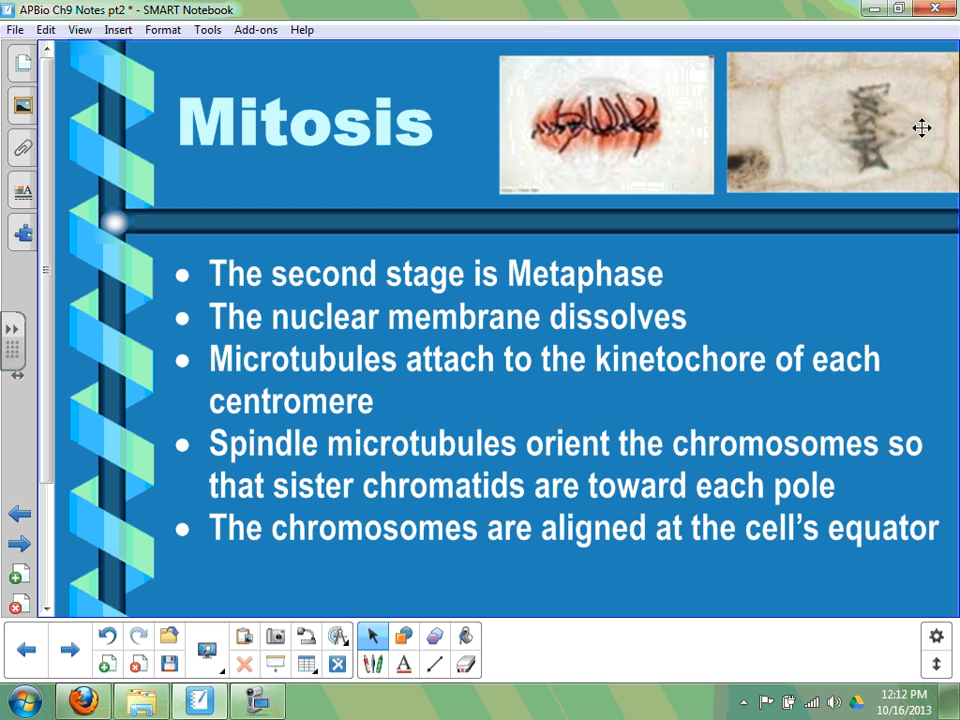 APBio Ch9 Notes pt2 * - SMART Notebook
File Edit View Insert Format Tools Add-ons Help
Mitosis
• The second stage is Metaphase
• The nuclear membrane dissolves
• Microtubules attach to the kinetochore of each
centromere
• Spindle microtubules orient the chromosomes so
that sister chromatids are toward each pole
• The chromosomes are aligned at the cell’s equator
12:12 PM
10/16/2013